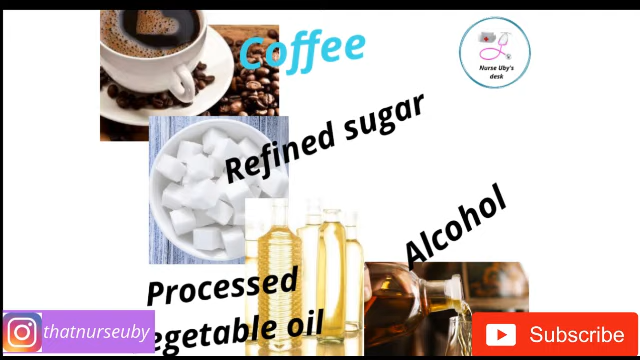 Coffee
Nurse Uby's
desk
Refined sugar
Alcohol
Processed
egetable oil
thatnurseuby
Subscribe